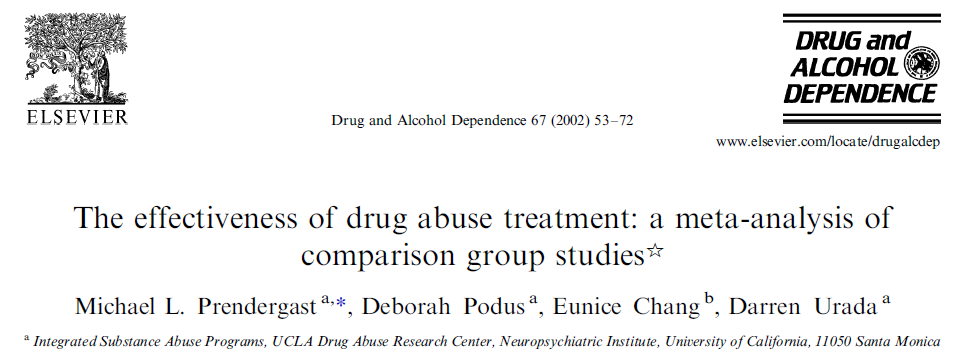 ELSEVIER
DRUG and
ALCOHOL
DEPENDENCE
Drug and Alcohol Dependence 67 (2002) 53–72
www.elsevier.com/locate/drugalcdep
The effectiveness of drug abuse treatment: a meta-analysis of
comparison group studies☆
Michael L. Prendergast a,*, Deborah Podus a, Eunice Chang b, Darren Urada a
a Integrated Substance Abuse Programs, UCLA Drug Abuse Research Center, Neuropsychiatric Institute, University of California, 11050 Santa Monica